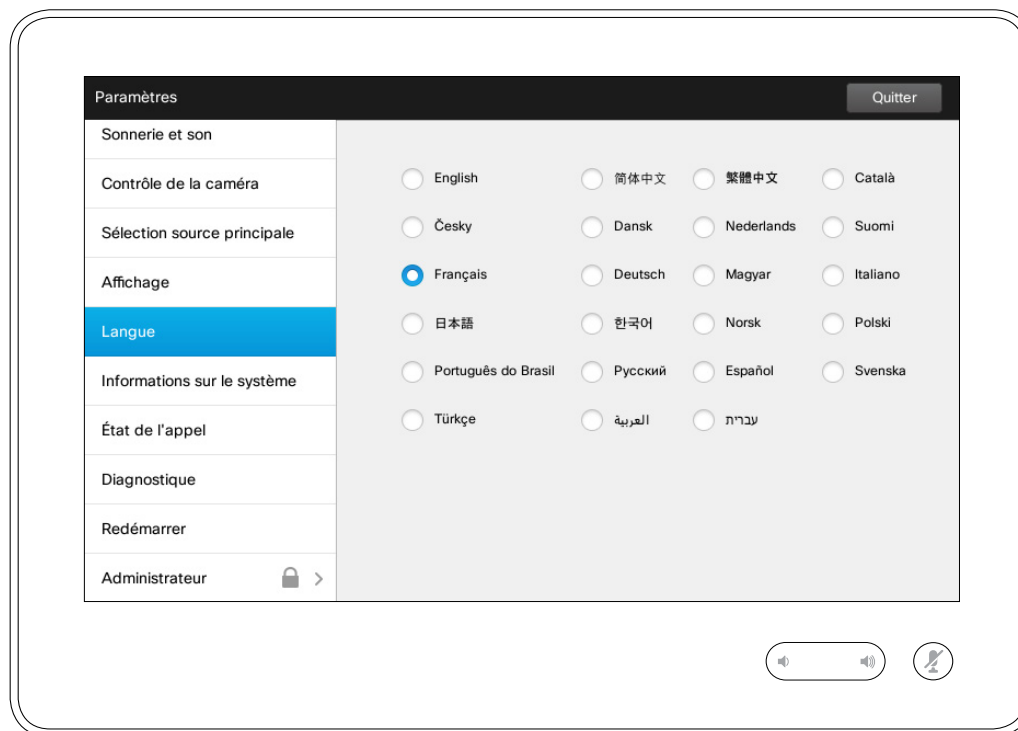 Paramètres
Quitter
Sonnerie et son
Contrôle de la caméra
Sélection source principale
Affichage
Langue
Informations sur le système
État de l'appel
Diagnostique
Redémarrer
Administrateur
English 简体中文 繁體中文 Català
Česky Dansk Nederlands Suomi
Français Deutsch Magyar Italiano
日本語 한국어 Norsk Polski
Português do Brasil Русский Español Svenska
Türkçe العربية עברית